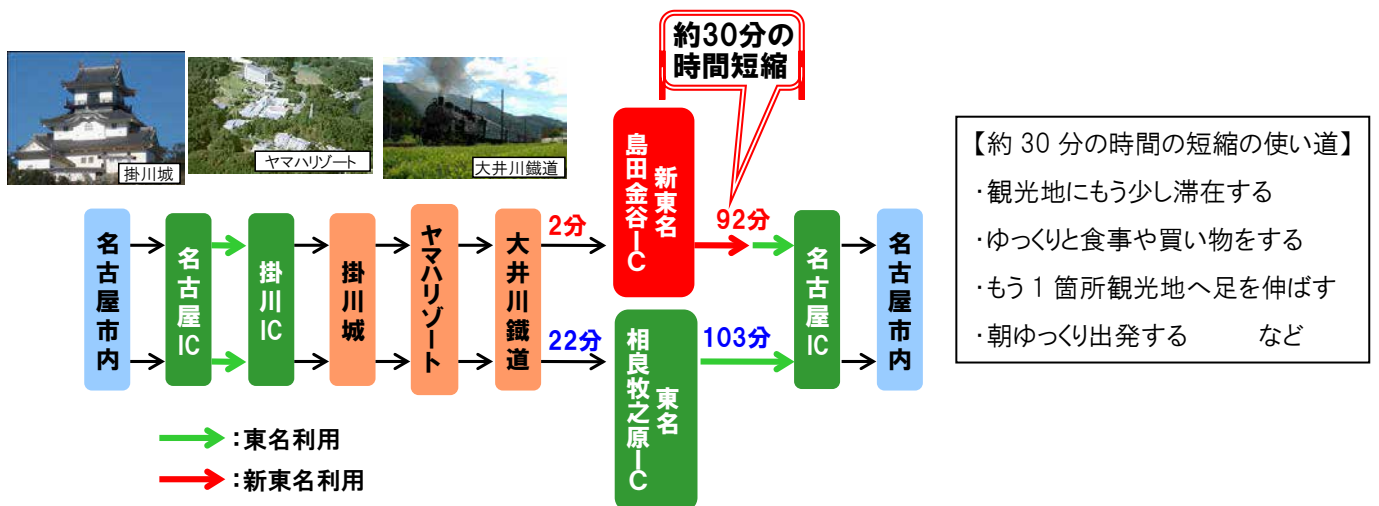 約30分の
時間短縮
掛川城
ヤマハリゾート
大井川鐵道
名古屋市内
名古屋IC
掛川IC
掛川城
ヤマハリゾート
大井川鐵道
2分
新東名
島田金谷IC
92分
22分
東名
相良牧之原IC
103分
名古屋IC
名古屋市内
:東名利用
:新東名利用
【約 30 分の時間の短縮の使い道】
・観光地にもう少し滞在する
・ゆっくりと食事や買い物をする
・もう 1 箇所観光地へ足を伸ばす
・朝ゆっくり出発する など